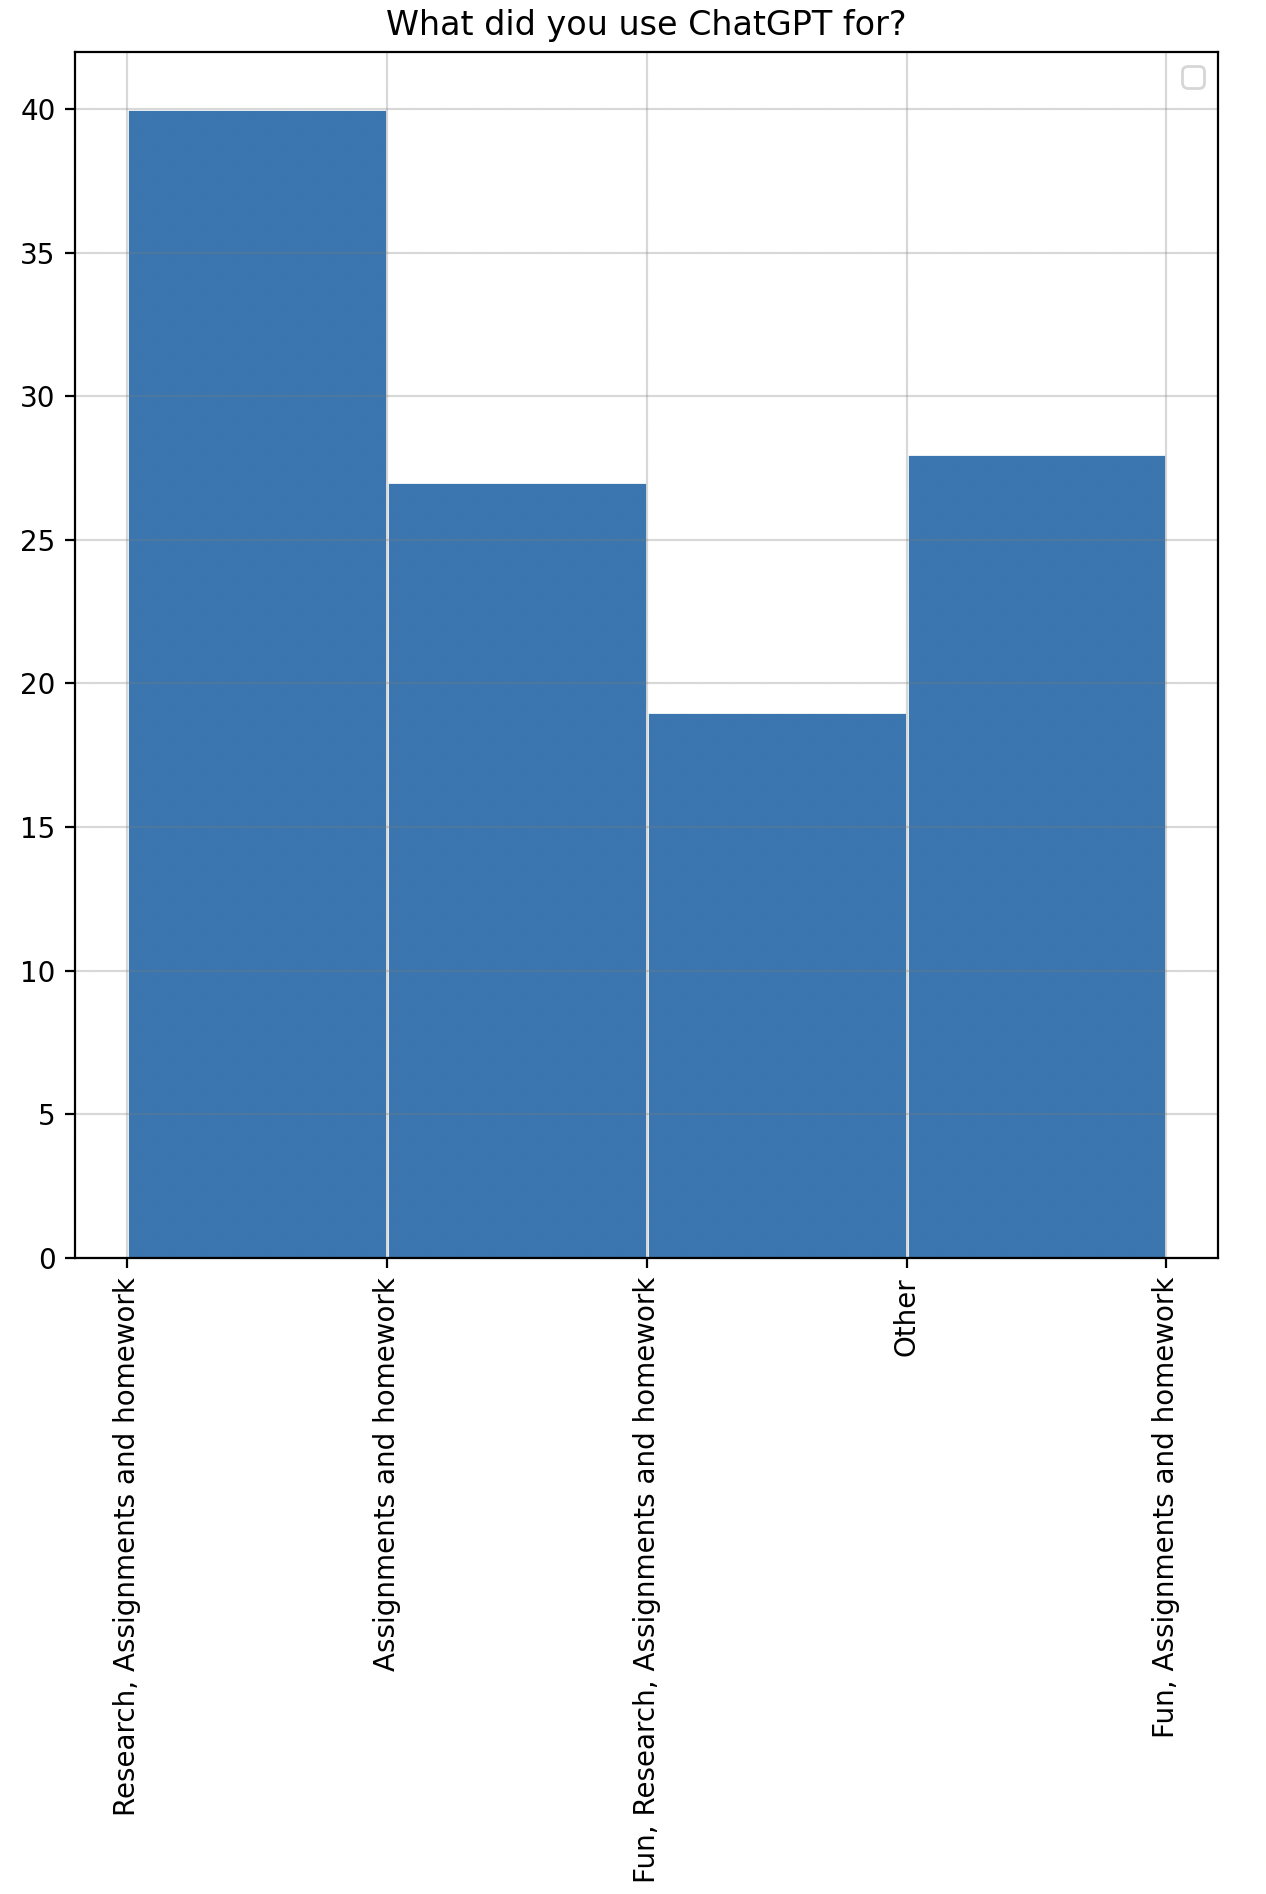 What did you use ChatGPT for?
40
35
30
25
20
15
10
5
0
Research, Assignments and homework
Assignments and homework
Fun, Research, Assignments and homework
Other
Fun, Assignments and homework